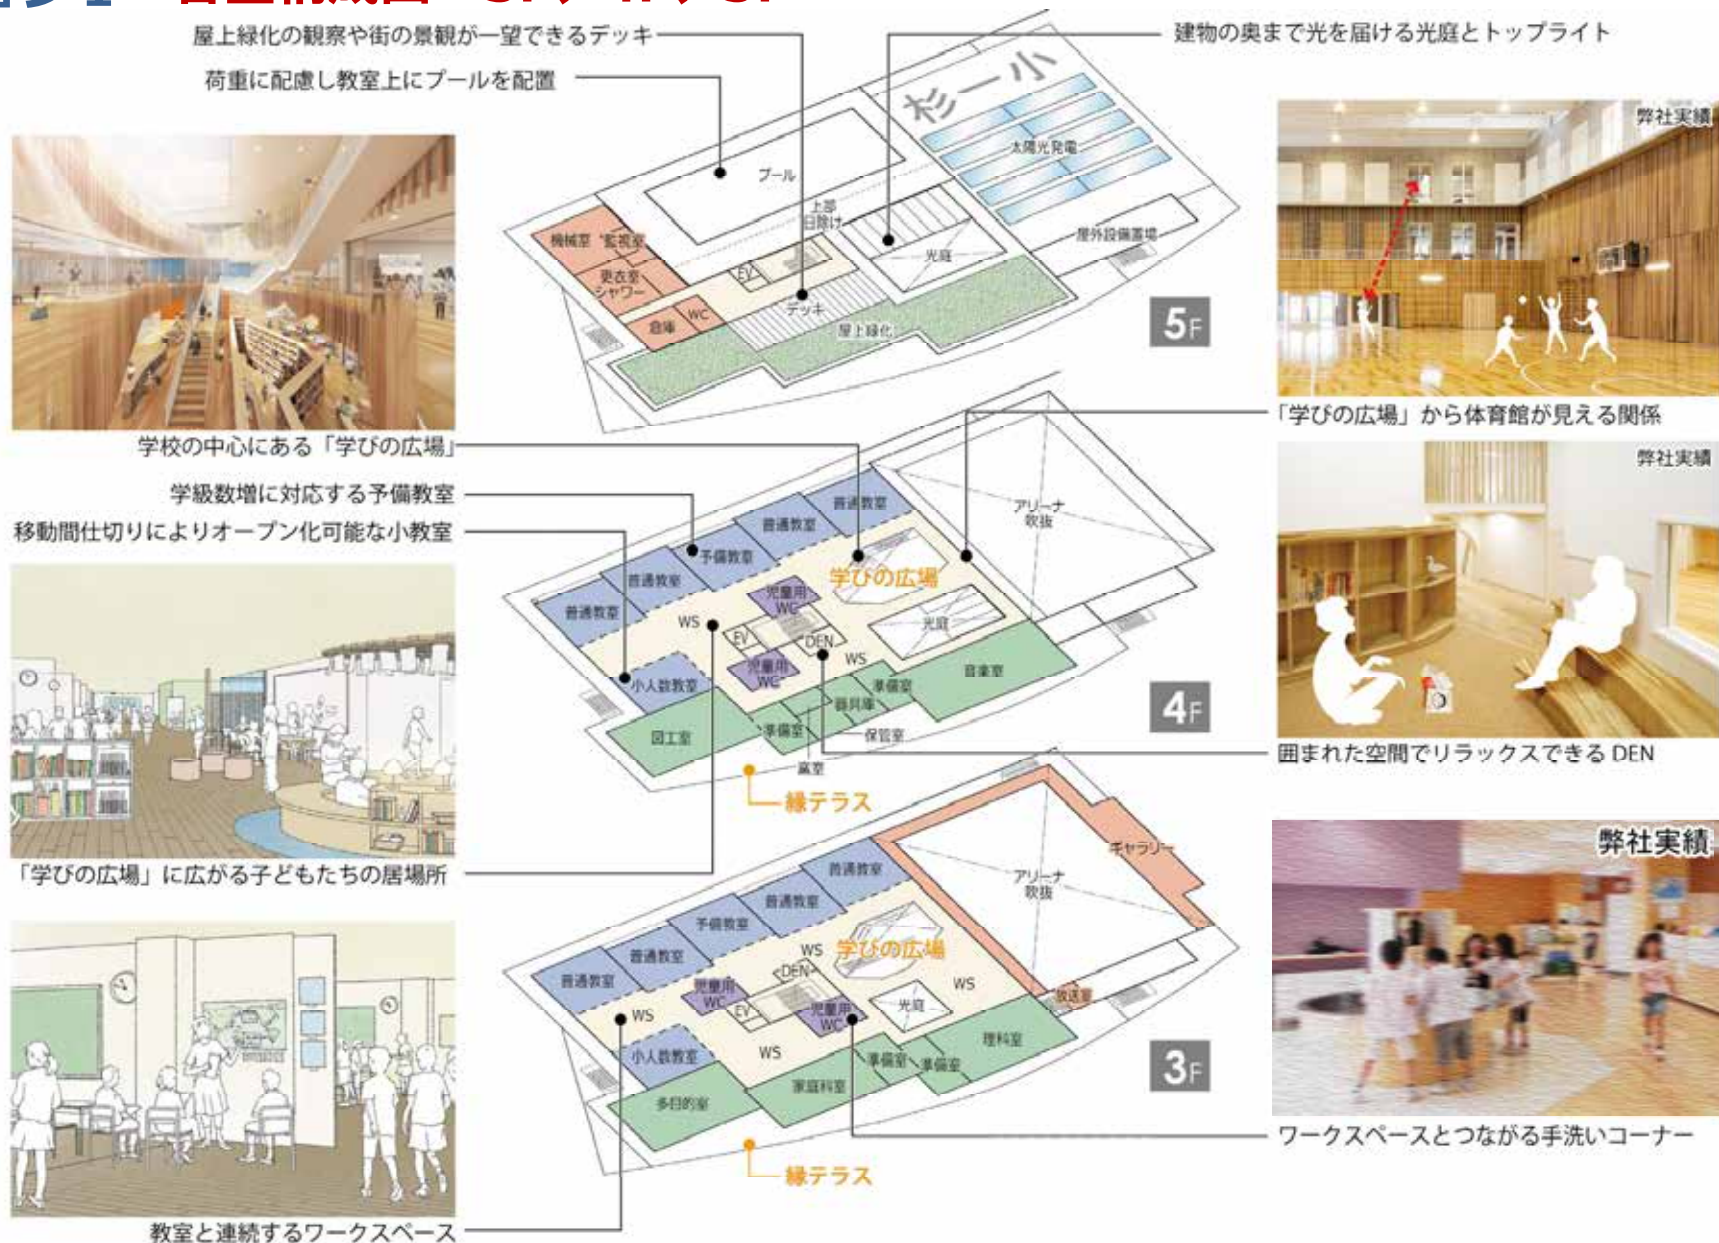 屋上緑化の観察や街の景観が一望できるデッキ
荷重に配慮し教室上にプールを配置
建物の奥まで光を届ける光庭とトップライト
杉一小
太陽光発電
プール
上部
日除け
機械室
監視室
更衣室
シャワー
EV
光庭
屋外設備置場
倉庫
WC
デッキ
屋上緑化
5F
弊社実績
「学びの広場」から体育館が見える関係
学校の中心にある「学びの広場」
学級数増に対応する予備教室
移動間仕切りによりオープン化可能な小教室
普通教室
普通教室
予備教室
普通教室
普通教室
アリーナ
吹抜
学びの広場
児童用
WC
WS
EV
DEN
光庭
WS
児童用
WC
小人数教室
音楽室
準備室
器具庫
図工室
準備室
保管室
窯室
4F
縁テラス
弊社実績
囲まれた空間でリラックスできる DEN
「学びの広場」に広がる子どもたちの居場所
ギャラリー
アリーナ
吹抜
普通教室
普通教室
予備教室
普通教室
普通教室
WS
学びの広場
DEN
WS
児童用
WC
EV
児童用
WC
光庭
放送室
WS
小人数教室
WS
理科室
準備室
準備室
家庭科室
多目的室
3F
縁テラス
弊社実績
ワークスペースとつながる手洗いコーナー
教室と連続するワークスペース